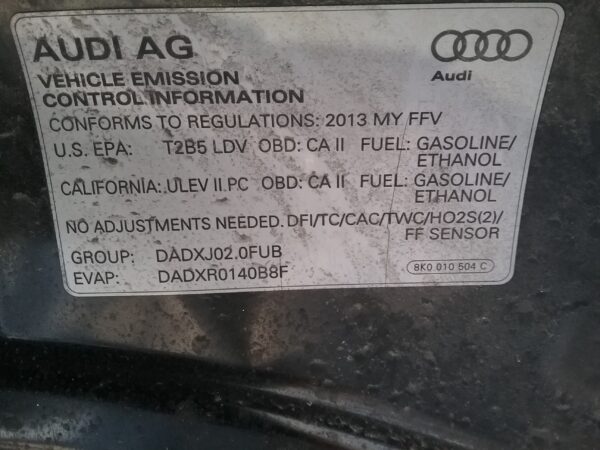 AUDI AG
Audi
VEHICLE EMISSION
CONTROL INFORMATION
CONFORMS TO REGULATIONS: 2013 MY FFV
U.S. EPA: T2B5 LDV OBD: CA II FUEL: GASOLINE/
ETHANOL
CALIFORNIA: ULEV II PC OBD: CA II FUEL: GASOLINE/
ETHANOL
NO ADJUSTMENTS NEEDED. DFI/TC/CAC/TWC/HO2S(2)/
FF SENSOR
GROUP: DADXJ02.0FUB
EVAP: DADXR0140B8F
8K0 010 504 C